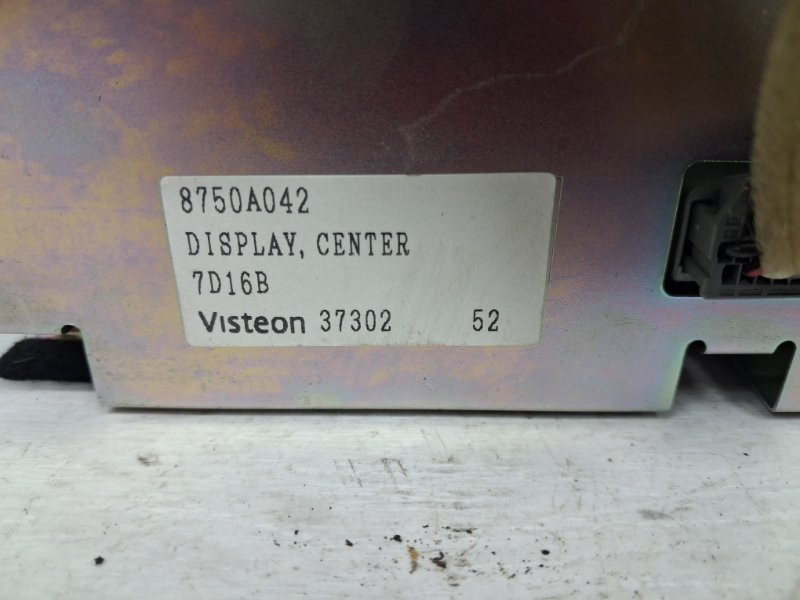 8750A042
DISPLAY, CENTER
7D16B
Visteon 37302 52